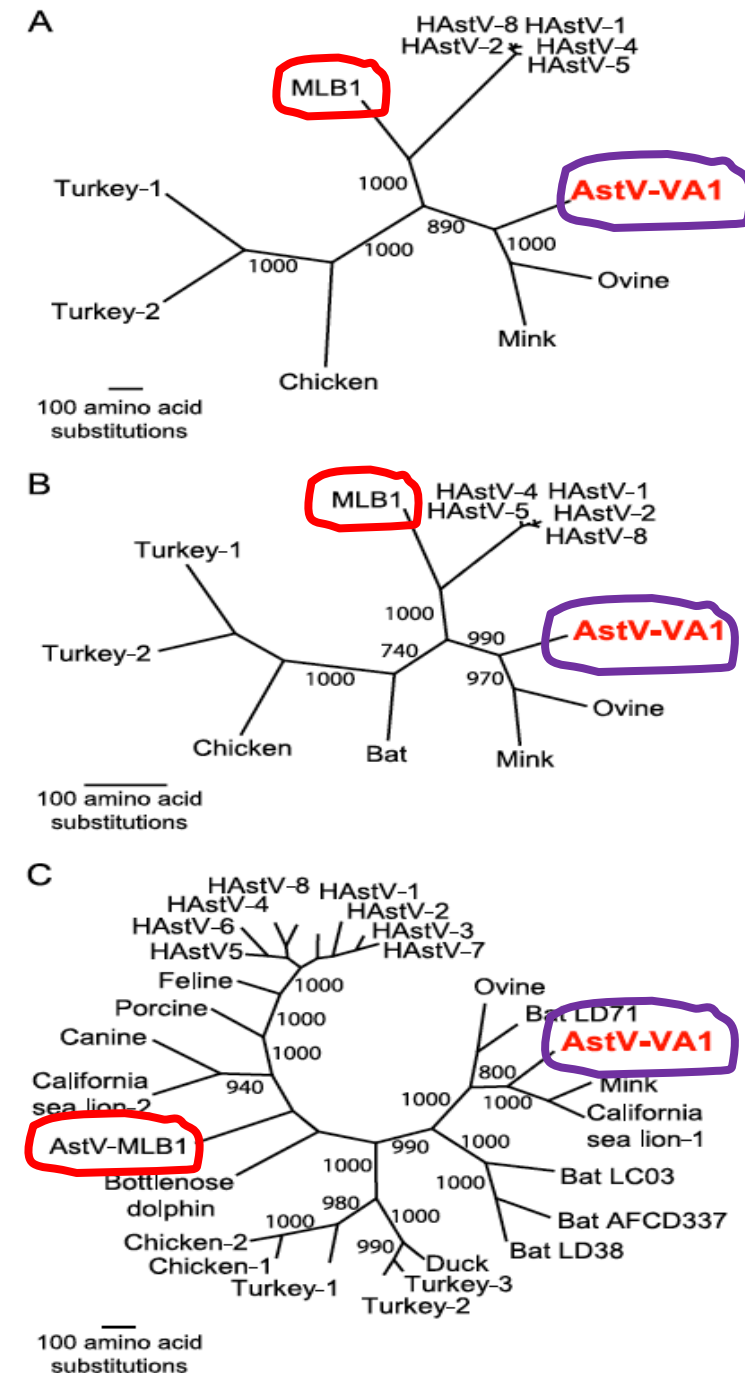 A
HAstV-8 HAstV-1
HAstV-2 HAstV-4
HAstV-5
MLB1
Turkey-1
1000
AstV-VA1
890
1000
1000
1000
Ovine
Turkey-2
Mink
Chicken
100 amino acid
substitutions
B
MLB1
HAstV-4 HAstV-1
HAstV-5 HAstV-2
HAstV-8
Turkey-1
1000
990
AstV-VA1
Turkey-2
740
970
1000
Ovine
Chicken
Bat
Mink
100 amino acid
substitutions
C
HAstV-8
HAstV-1
HAstV-4
HAstV-2
HAstV-6
HAstV-3
HAstV5
HAstV-7
Feline
1000
Ovine
Porcine
1000
Bat LD71
Canine
1000
AstV-VA1
California
sea lion-2
940
800
Mink
1000
1000
California
sea lion-1
AstV-MLB1
990
1000
Bottlenose
dolphin
1000
Bat LC03
1000
980
1000
1000
Bat AFCD337
Chicken-2
990
Bat LD38
Chicken-1
Duck
Turkey-1
Turkey-3
Turkey-2
100 amino acid
substitutions